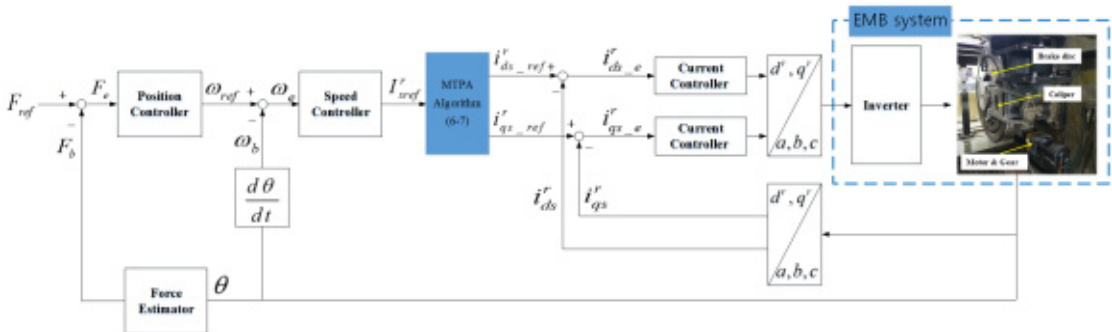 EMB system
F_ref
+
−
F_e
Position
Controller
ω_ref
+
−
ω_e
Speed
Controller
I^r_sref
MTPA
Algorithm
(6-7)
i^r_ds_ref
+
−
i^r_ds_e
Current
Controller
i^r_qs_ref
+
−
i^r_qs_e
Current
Controller
d^r, q^r
a, b, c
Inverter
Brake disc
Caliper
Motor & Gear
F_b
ω_b
dθ
dt
i^r_ds
i^r_qs
d^r, q^r
a, b, c
Force
Estimator
θ